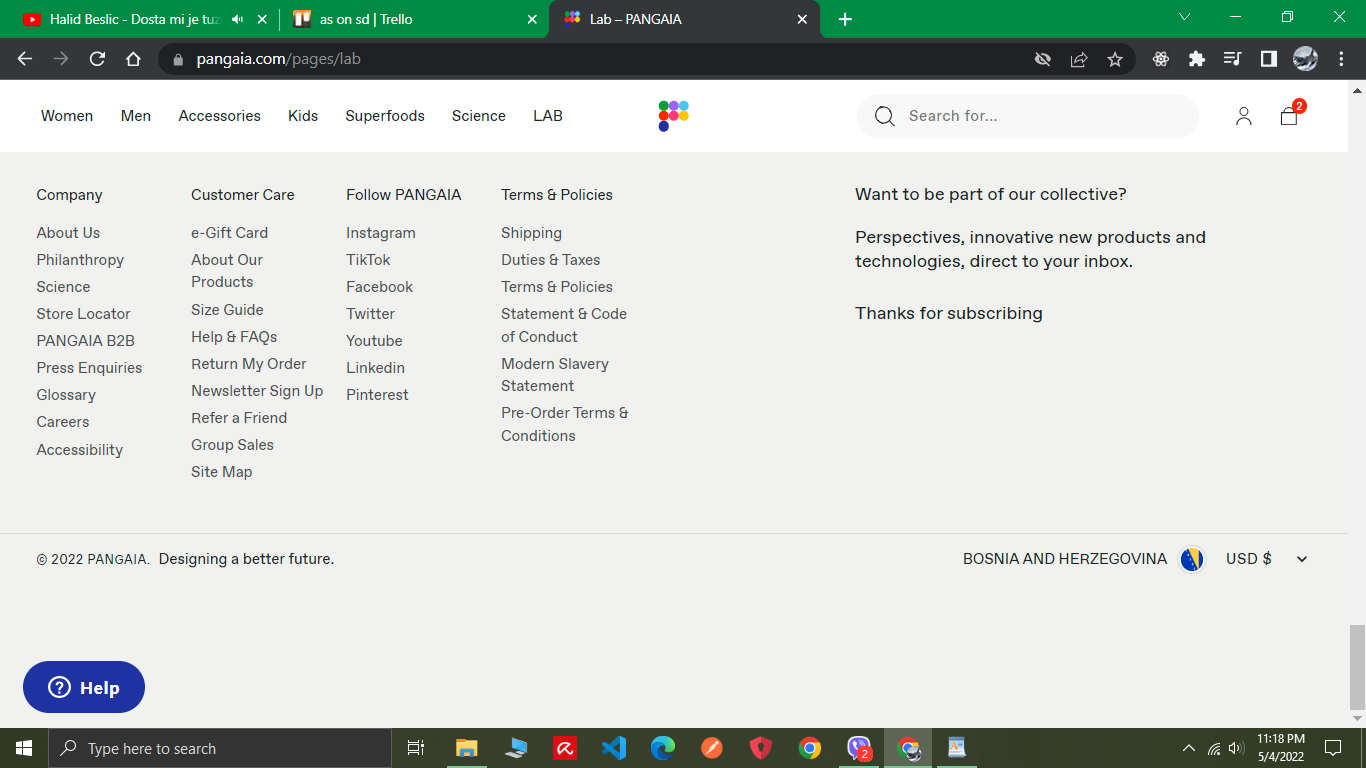 Halid Beslic - Dosta mi je tuz
as on sd | Trello
Lab – PANGAIA
pangaia.com/pages/lab
Women Men Accessories Kids Superfoods Science LAB
Search for...
2
Company
About Us
Philanthropy
Science
Store Locator
PANGAIA B2B
Press Enquiries
Glossary
Careers
Accessibility
Customer Care
e-Gift Card
About Our
Products
Size Guide
Help & FAQs
Return My Order
Newsletter Sign Up
Refer a Friend
Group Sales
Site Map
Follow PANGAIA
Instagram
TikTok
Facebook
Twitter
Youtube
Linkedin
Pinterest
Terms & Policies
Shipping
Duties & Taxes
Terms & Policies
Statement & Code
of Conduct
Modern Slavery
Statement
Pre-Order Terms &
Conditions
Want to be part of our collective?
Perspectives, innovative new products and
technologies, direct to your inbox.
Thanks for subscribing
© 2022 PANGAIA. Designing a better future.
BOSNIA AND HERZEGOVINA USD $
Help
Type here to search
2
11:18 PM
5/4/2022